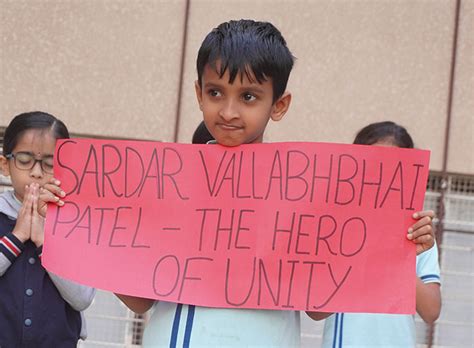 SARDAR VALLABHBHAI
PATEL - THE HERO
OF UNITY